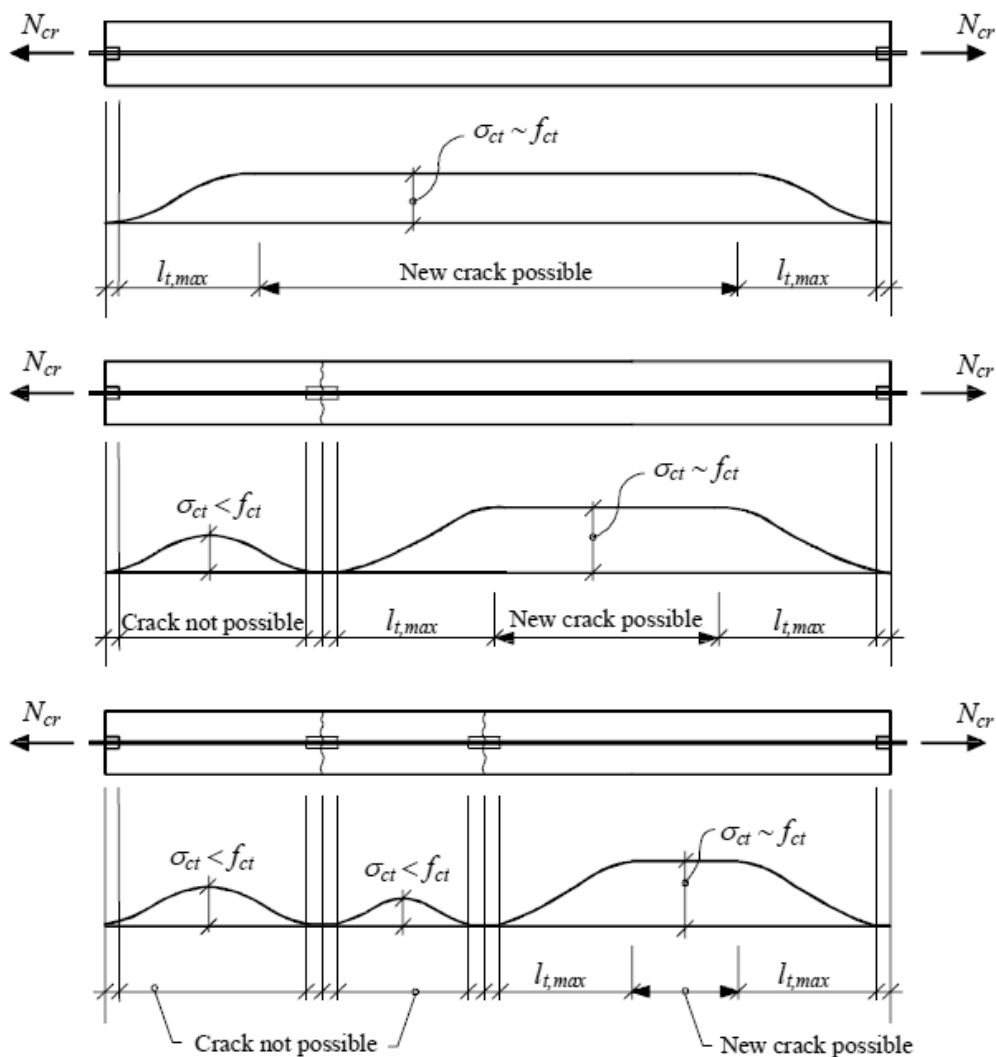 N_cr N_cr
σ_ct ~ f_ct
l_t,max New crack possible l_t,max
N_cr N_cr
σ_ct < f_ct σ_ct ~ f_ct
Crack not possible l_t,max New crack possible l_t,max
N_cr N_cr
σ_ct < f_ct σ_ct < f_ct σ_ct ~ f_ct
l_t,max l_t,max
Crack not possible New crack possible